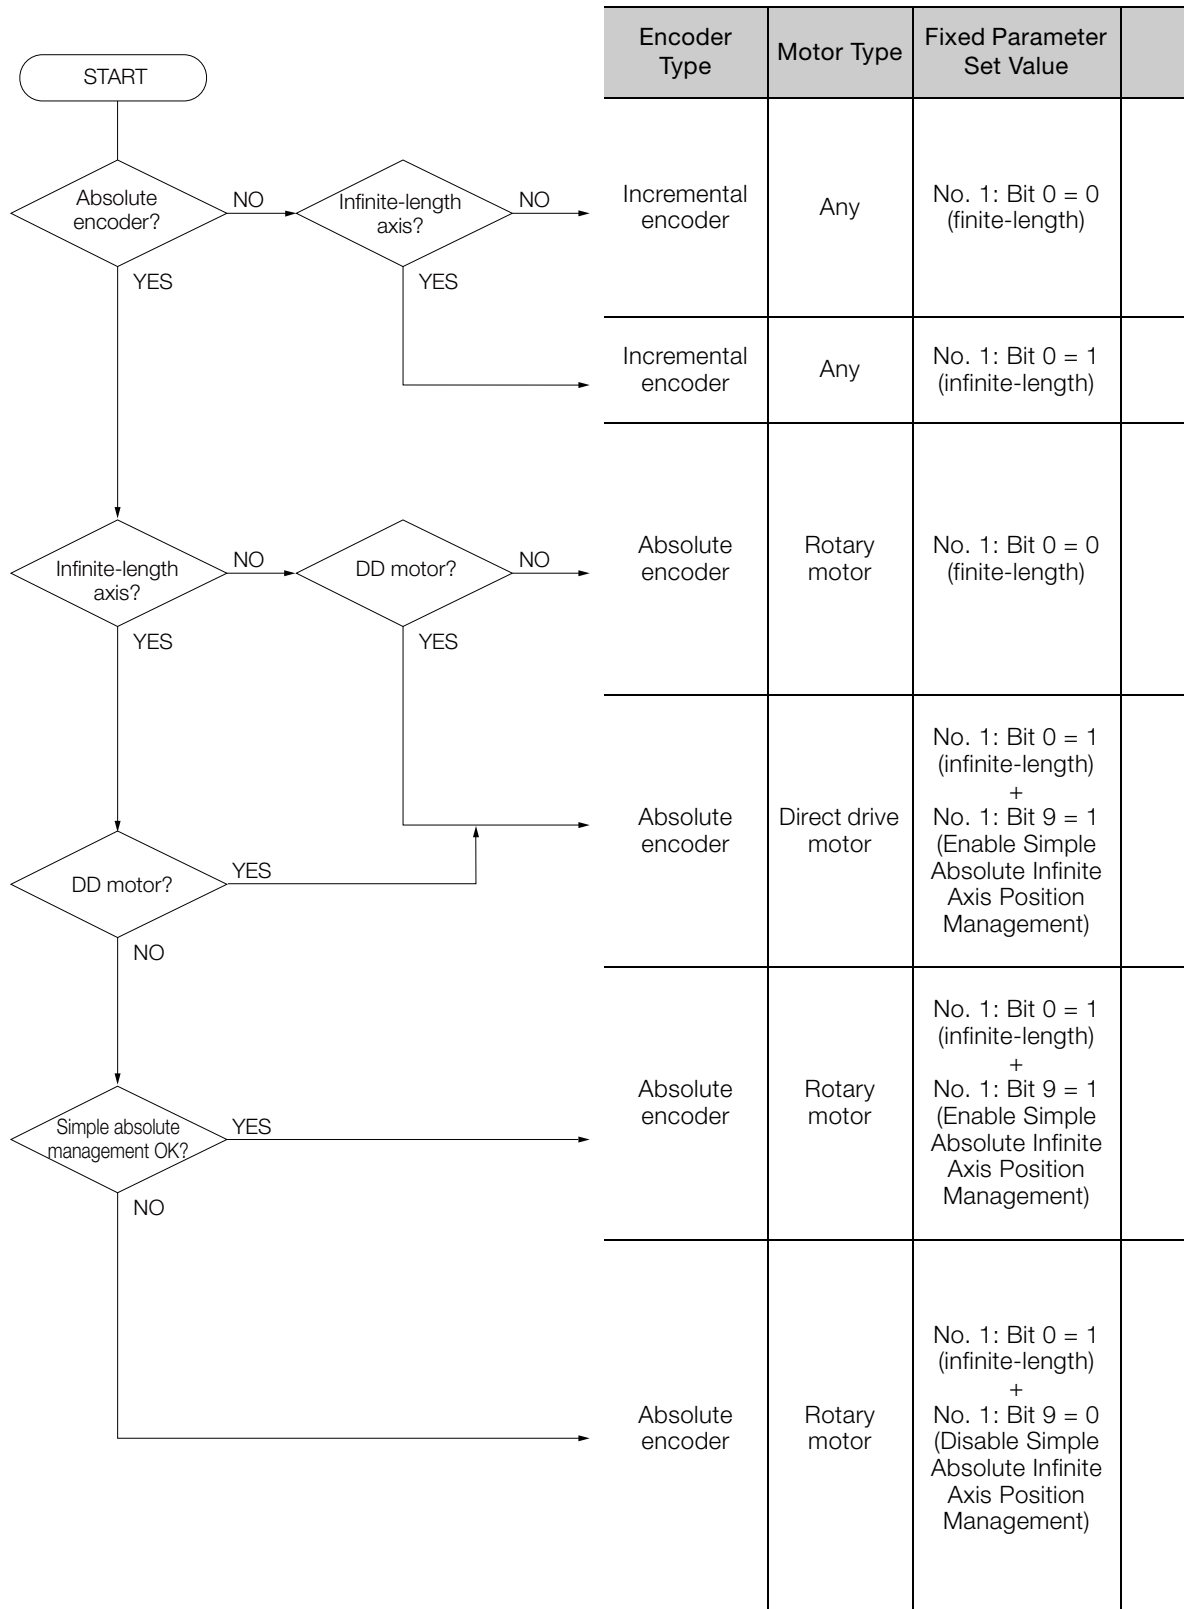 START
Absolute
encoder?
NO
YES
Infinite-length
axis?
NO
YES
Infinite-length
axis?
NO
YES
DD motor?
NO
YES
DD motor?
YES
NO
Simple absolute
management OK?
YES
NO
Encoder
Type
Motor Type
Fixed Parameter
Set Value
Incremental
encoder
Any
No. 1: Bit 0 = 0
(finite-length)
Incremental
encoder
Any
No. 1: Bit 0 = 1
(infinite-length)
Absolute
encoder
Rotary
motor
No. 1: Bit 0 = 0
(finite-length)
Absolute
encoder
Direct drive
motor
No. 1: Bit 0 = 1
(infinite-length)
+
No. 1: Bit 9 = 1
(Enable Simple
Absolute Infinite
Axis Position
Management)
Absolute
encoder
Rotary
motor
No. 1: Bit 0 = 1
(infinite-length)
+
No. 1: Bit 9 = 1
(Enable Simple
Absolute Infinite
Axis Position
Management)
Absolute
encoder
Rotary
motor
No. 1: Bit 0 = 1
(infinite-length)
+
No. 1: Bit 9 = 0
(Disable Simple
Absolute Infinite
Axis Position
Management)